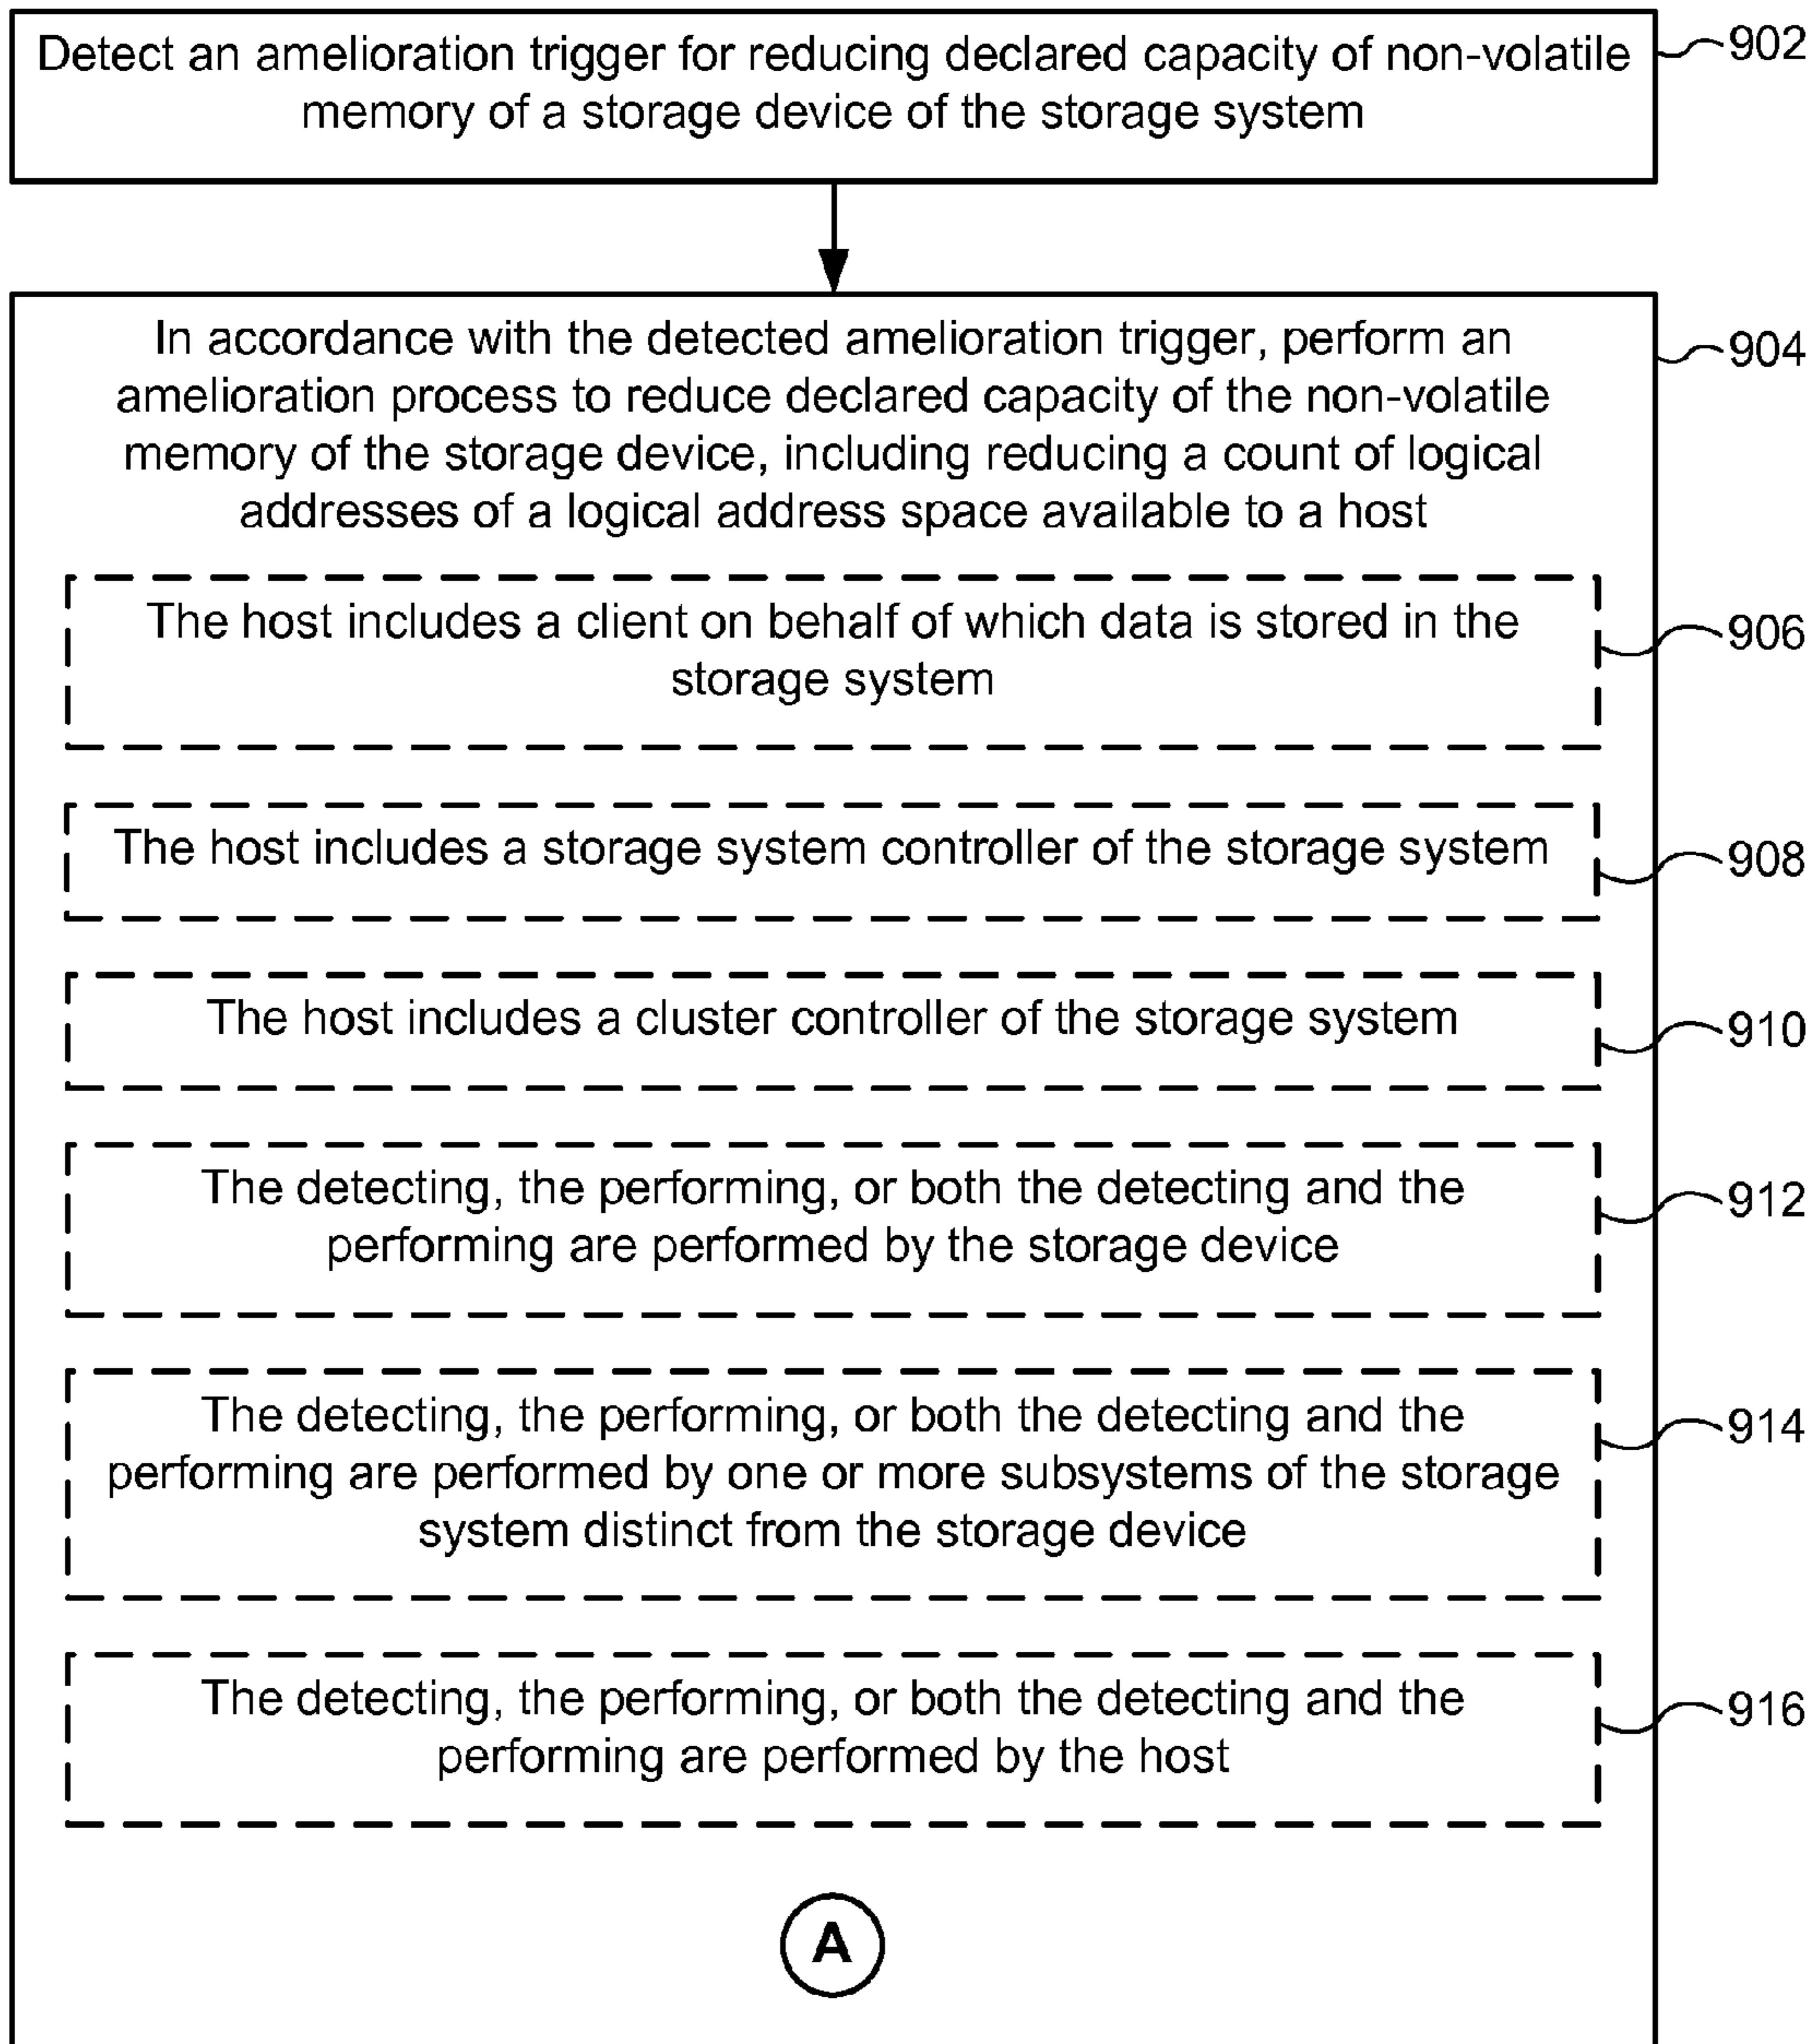 Detect an amelioration trigger for reducing declared capacity of non-volatile
memory of a storage device of the storage system
902
In accordance with the detected amelioration trigger, perform an
amelioration process to reduce declared capacity of the non-volatile
memory of the storage device, including reducing a count of logical
addresses of a logical address space available to a host
904
The host includes a client on behalf of which data is stored in the
storage system
906
The host includes a storage system controller of the storage system
908
The host includes a cluster controller of the storage system
910
The detecting, the performing, or both the detecting and the
performing are performed by the storage device
912
The detecting, the performing, or both the detecting and the
performing are performed by one or more subsystems of the storage
system distinct from the storage device
914
The detecting, the performing, or both the detecting and the
performing are performed by the host
916
A